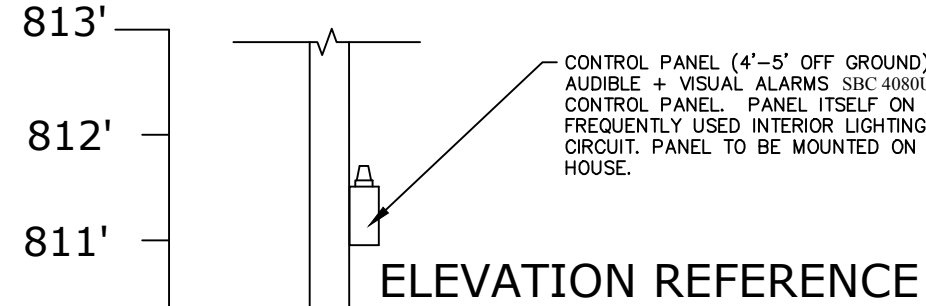 813'
CONTROL PANEL (4'-5' OFF GROUND)
AUDIBLE + VISUAL ALARMS SBC 4080U
CONTROL PANEL. PANEL ITSELF ON
FREQUENTLY USED INTERIOR LIGHTING
CIRCUIT. PANEL TO BE MOUNTED ON
HOUSE.
812'
811'
ELEVATION REFERENCE